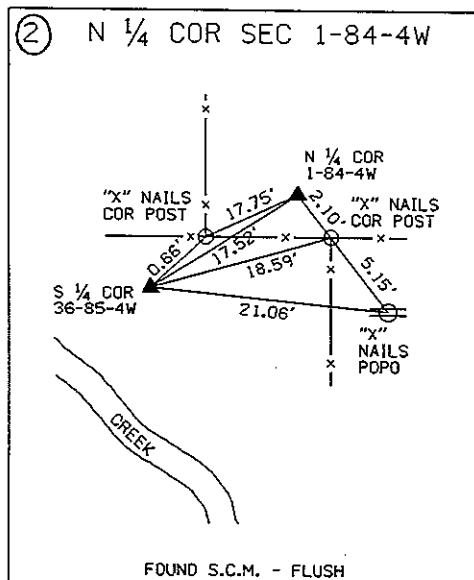 ② N ¼ COR SEC 1-84-4W
N ¼ COR
1-84-4W
"X" NAILS
COR POST
17.75'
2.10'
"X" NAILS
COR POST
0.66'
17.52'
18.59'
5.15'
S ¼ COR
36-85-4W
21.06'
"X"
NAILS
POPO
CREEK
FOUND S.C.M. - FLUSH